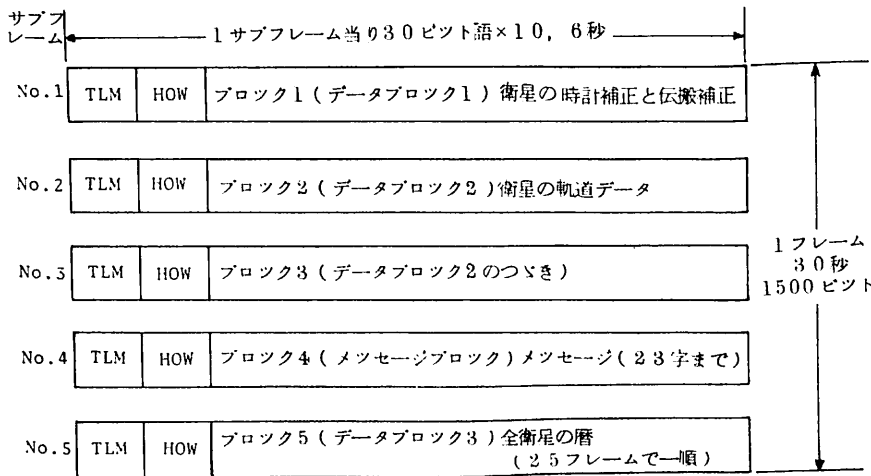 サブフレーム
1サブフレーム当り30ビット語×10, 6秒
No.1 TLM HOW ブロック1(データブロック1)衛星の時計補正と伝搬補正
No.2 TLM HOW ブロック2(データブロック2)衛星の軌道データ
No.3 TLM HOW ブロック3(データブロック2のつゞき)
No.4 TLM HOW ブロック4(メッセージブロック)メッセージ(23字まで)
No.5 TLM HOW ブロック5(データブロック3)全衛星の暦
(25フレームで一順)
1フレーム
30秒
1500ビット